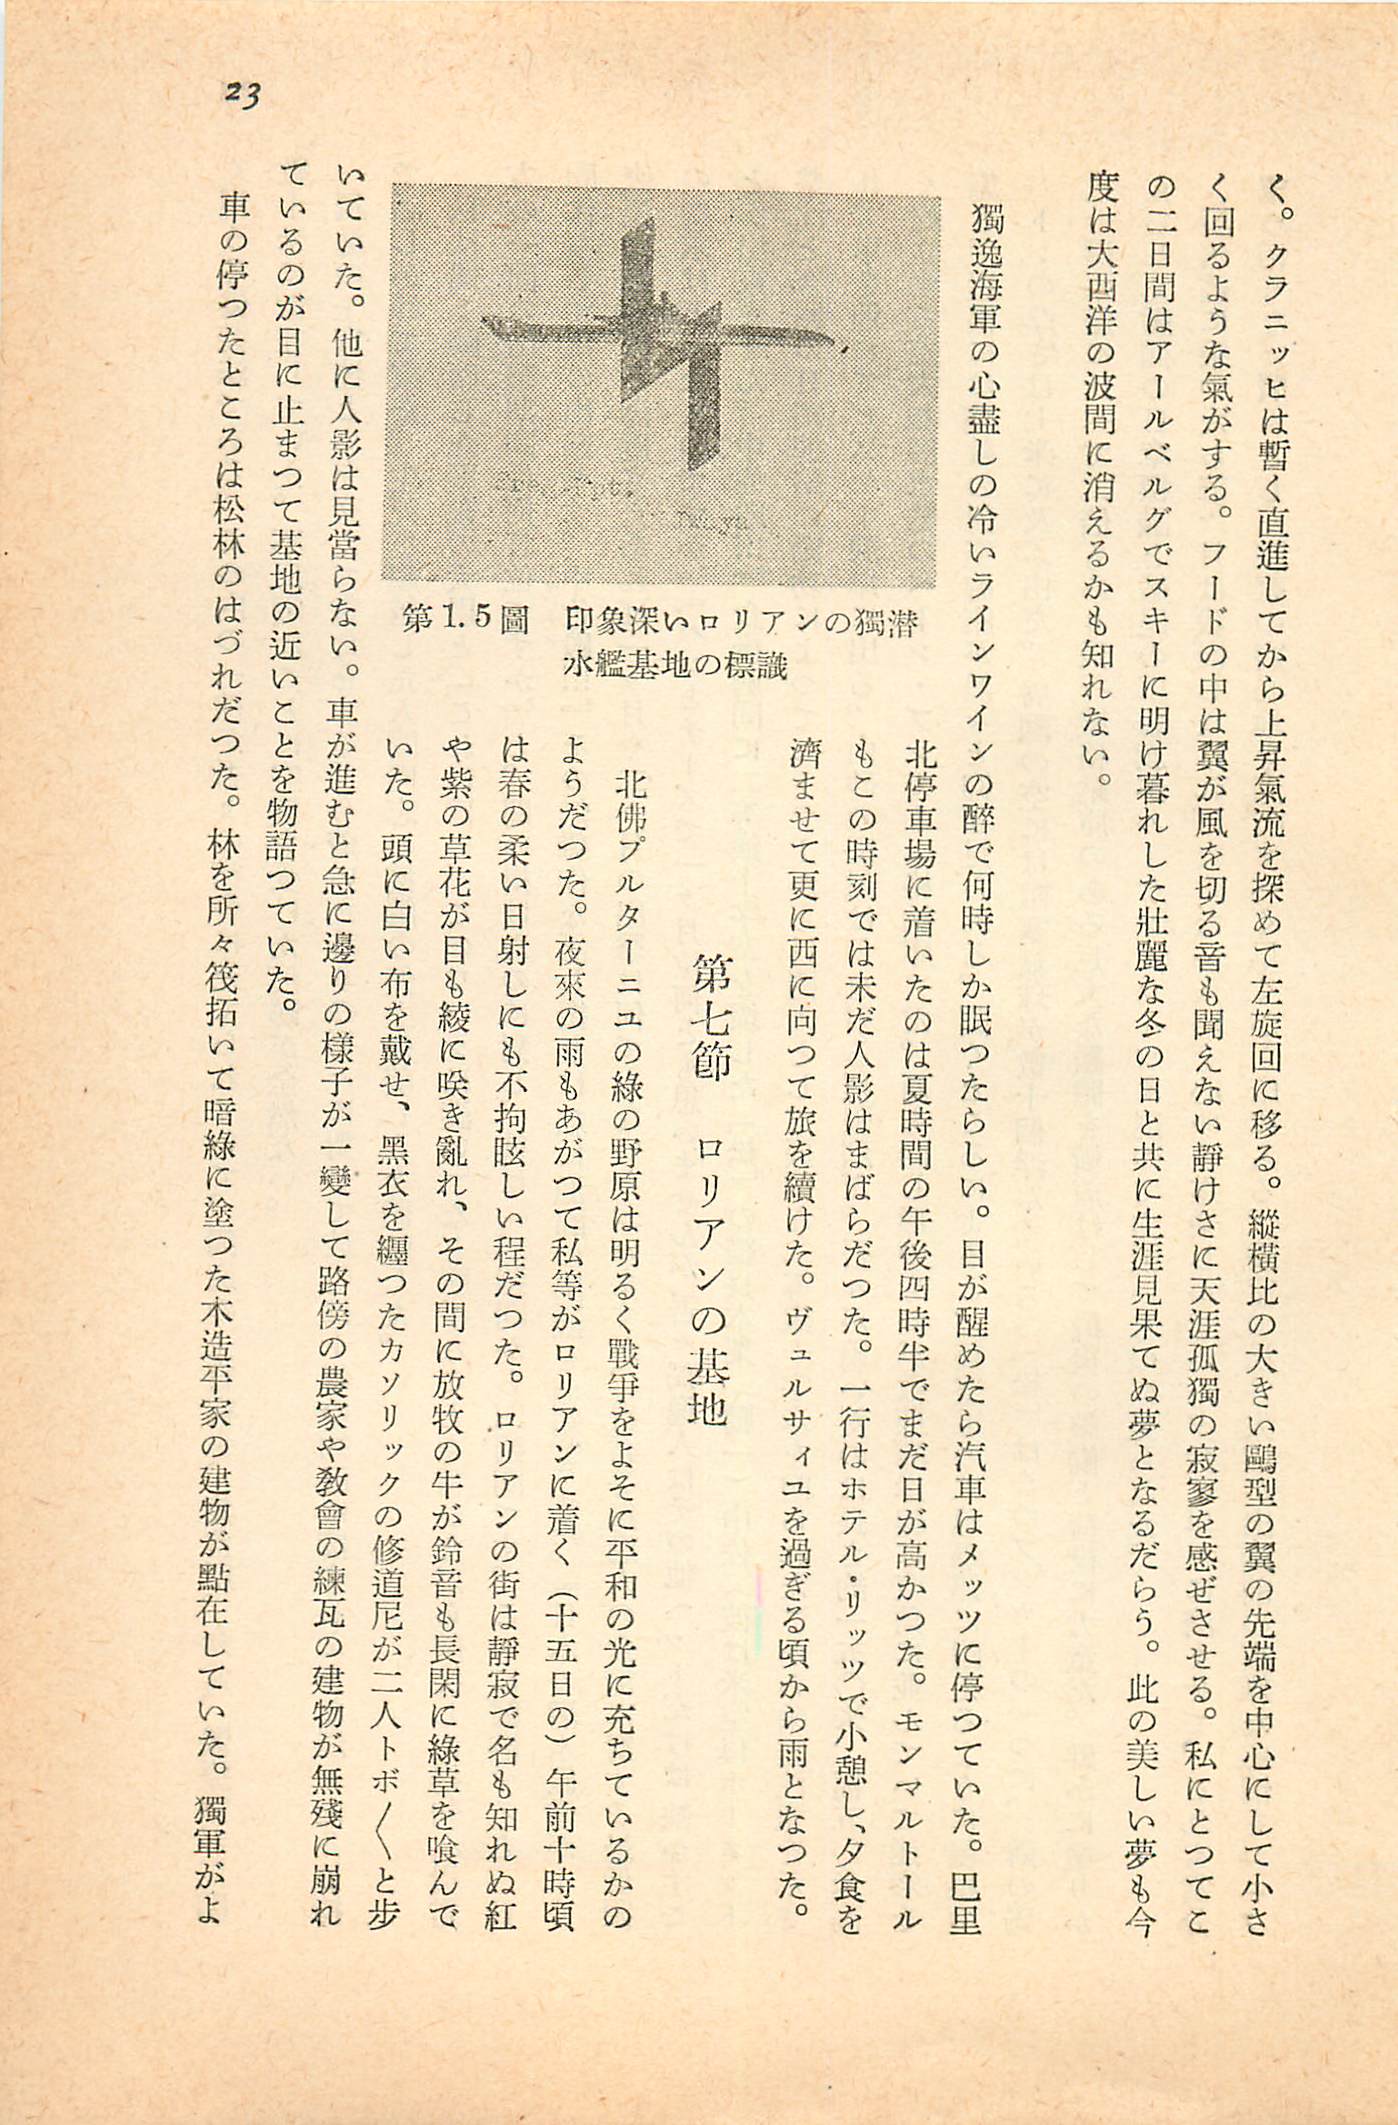 23
く。クラニッヒは暫く直進してから上昇氣流を探めて左旋回に移る。縱橫比の大きい鷗型の翼の先端を中心にして小さ
く回るような氣がする。フードの中は翼が風を切る音も聞えない靜けさに天涯孤獨の寂寥を感ぜさせる。私にとつてこ
の二日間はアールベルグでスキーに明け暮れした壯麗な冬の日と共に生涯見果てぬ夢となるだらう。此の美しい夢も今
度は大西洋の波間に消えるかも知れない。
獨逸海軍の心盡しの冷いラインワインの醉で何時しか眠つたらしい。目が醒めたら汽車はメッツに停つていた。巴里
北停車場に着いたのは夏時間の午後四時半でまだ日が高かつた。モンマルトール
もこの時刻では未だ人影はまばらだつた。一行はホテル・リッツで小憩し、夕食を
濟ませて更に西に向つて旅を續けた。ヴェルサィユを過ぎる頃から雨となつた。
第七節　ロリアンの基地
北佛プルターニユの綠の野原は明るく戰爭をよそに平和の光に充ちているかの
ようだつた。夜來の雨もあがつて私等がロリアンに着く（十五日の）午前十時頃
は春の柔い日射しにも不拘眩しい程だつた。ロリアンの街は靜寂で名も知れぬ紅
や紫の草花が目も綾に咲き亂れ、その間に放牧の牛が鈴音も長閑に綠草を喰んで
いた。頭に白い布を戴せ、黑衣を纒つたカソリックの修道尼が二人トボ〱と步
いていた。他に人影は見當らない。車が進むと急に邊りの樣子が一變して路傍の農家や敎會の練瓦の建物が無殘に崩れ
ているのが目に止まつて基地の近いことを物語つていた。
車の停つたところは松林のはづれだつた。林を所々筏拓いて暗綠に塗つた木造平家の建物が點在していた。獨軍がよ
第1.5圖　印象深いロリアンの獨潛
水艦基地の標識